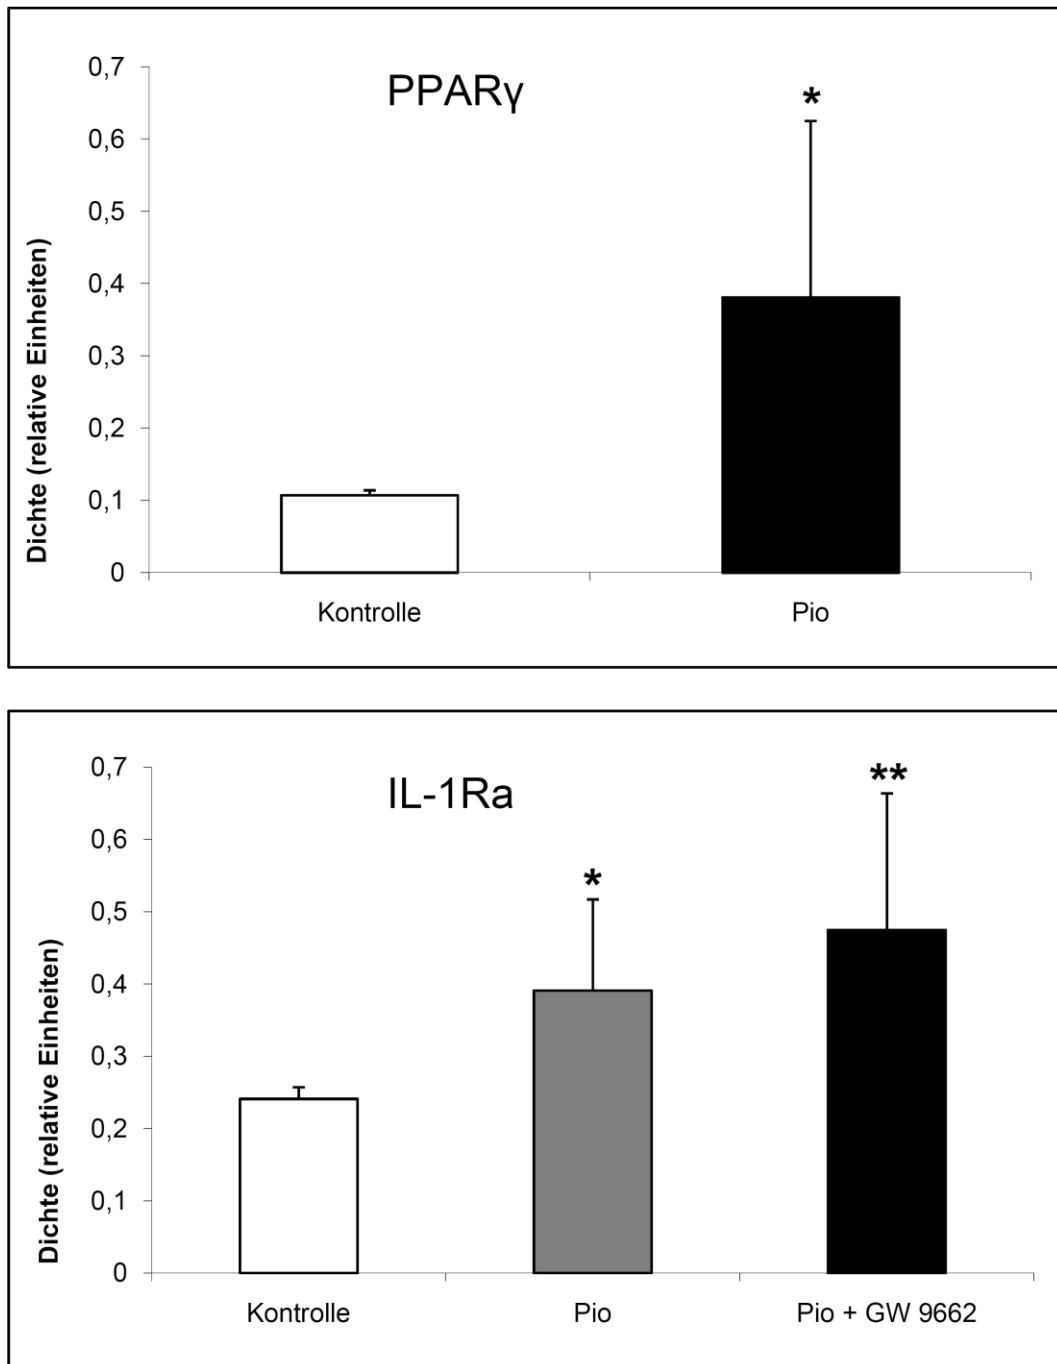 PPARγ
*
0,7
0,6
0,5
0,4
0,3
0,2
0,1
0
Dichte (relative Einheiten)
Kontrolle
Pio
IL-1Ra
*
**
0,7
0,6
0,5
0,4
0,3
0,2
0,1
0
Dichte (relative Einheiten)
Kontrolle
Pio
Pio + GW 9662